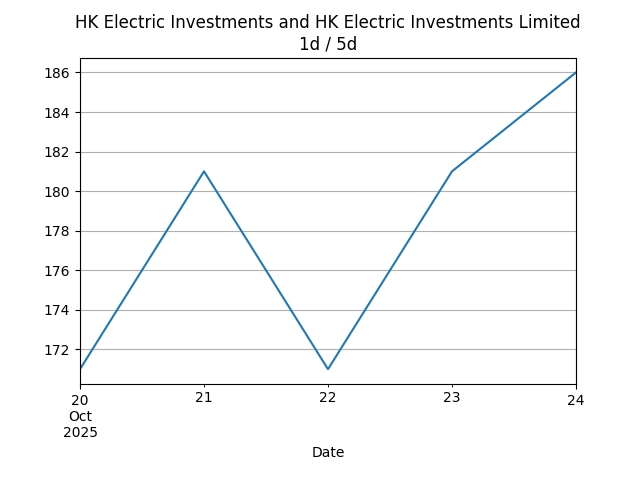 HK Electric Investments and HK Electric Investments Limited
1d / 5d
186
184
182
180
178
176
174
172
20 21 22 23 24
Oct
2025
Date